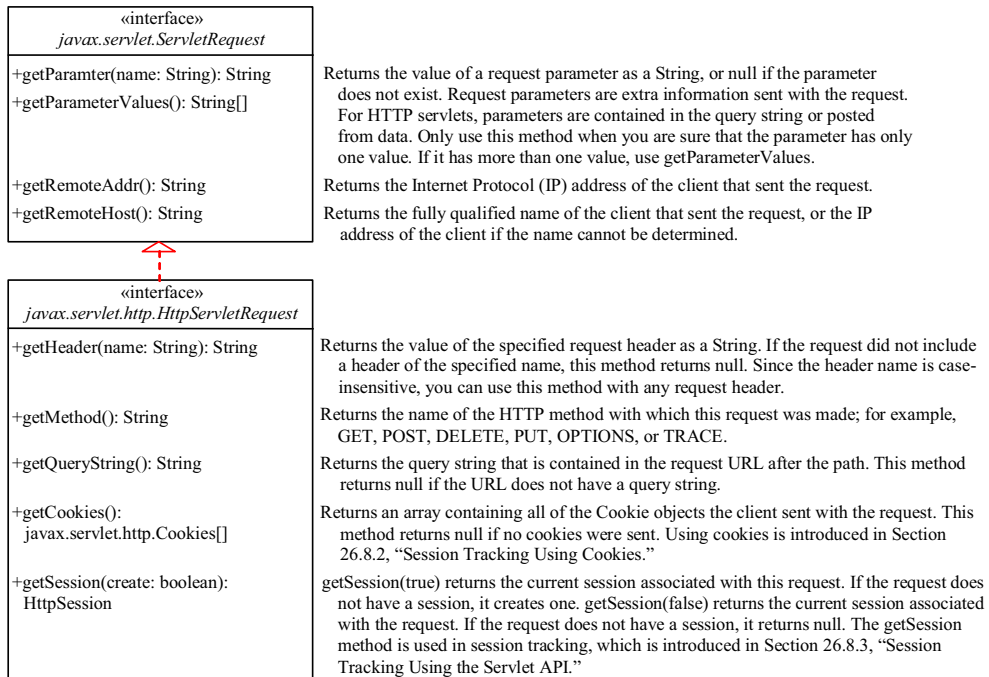 «interface»
javax.servlet.ServletRequest
+getParamter(name: String): String
Returns the value of a request parameter as a String, or null if the parameter
does not exist. Request parameters are extra information sent with the request.
For HTTP servlets, parameters are contained in the query string or posted
from data. Only use this method when you are sure that the parameter has only
one value. If it has more than one value, use getParameterValues.
+getParameterValues(): String[]
+getRemoteAddr(): String
Returns the Internet Protocol (IP) address of the client that sent the request.
+getRemoteHost(): String
Returns the fully qualified name of the client that sent the request, or the IP
address of the client if the name cannot be determined.
«interface»
javax.servlet.http.HttpServletRequest
+getHeader(name: String): String
Returns the value of the specified request header as a String. If the request did not include
a header of the specified name, this method returns null. Since the header name is case-
insensitive, you can use this method with any request header.
+getMethod(): String
Returns the name of the HTTP method with which this request was made; for example,
GET, POST, DELETE, PUT, OPTIONS, or TRACE.
+getQueryString(): String
Returns the query string that is contained in the request URL after the path. This method
returns null if the URL does not have a query string.
+getCookies():
javax.servlet.http.Cookies[]
Returns an array containing all of the Cookie objects the client sent with the request. This
method returns null if no cookies were sent. Using cookies is introduced in Section
26.8.2, “Session Tracking Using Cookies.”
+getSession(create: boolean):
HttpSession
getSession(true) returns the current session associated with this request. If the request does
not have a session, it creates one. getSession(false) returns the current session associated
with the request. If the request does not have a session, it returns null. The getSession
method is used in session tracking, which is introduced in Section 26.8.3, “Session
Tracking Using the Servlet API.”